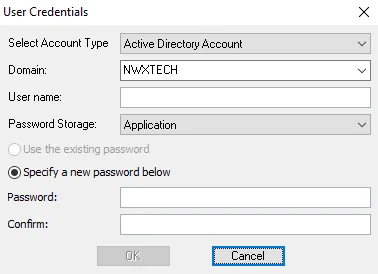 User Credentials
Select Account Type Active Directory Account
Domain: NWXTECH
User name:
Password Storage: Application
Use the existing password
Specify a new password below
Password:
Confirm:
OK Cancel